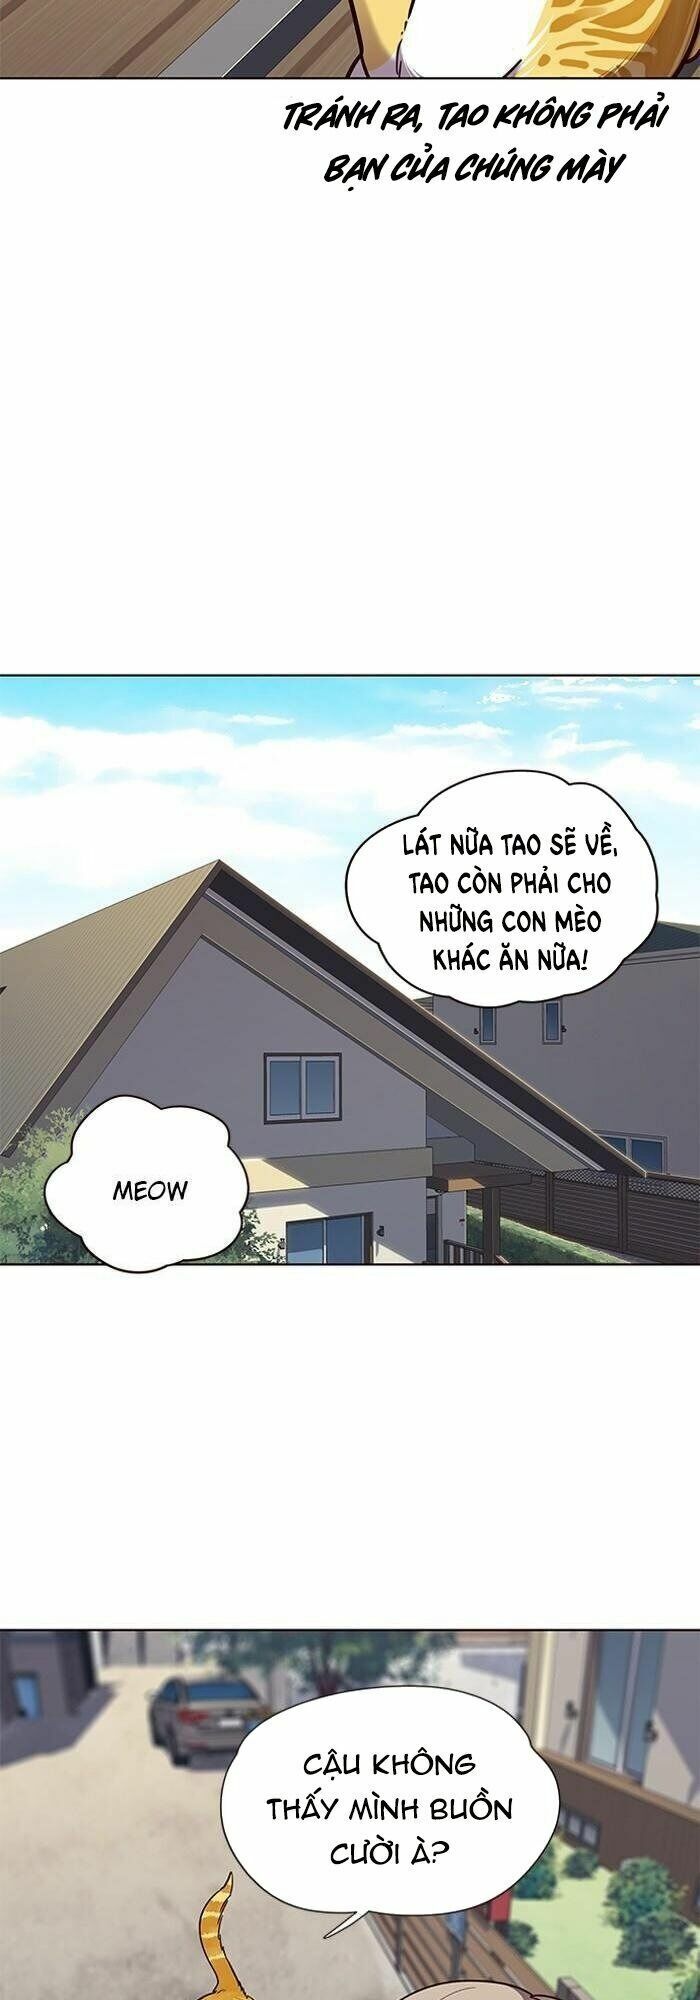 TRÁNH RA, TAO KHÔNG PHẢI
BẠN CỦA CHÚNG MÀY
LÁT NỮA TAO SẼ VỀ,
TAO CÒN PHẢI CHO
NHỮNG CON MÈO
KHÁC ĂN NỮA!
MEOW
CẬU KHÔNG
THẤY MÌNH BUỒN
CƯỜI À?